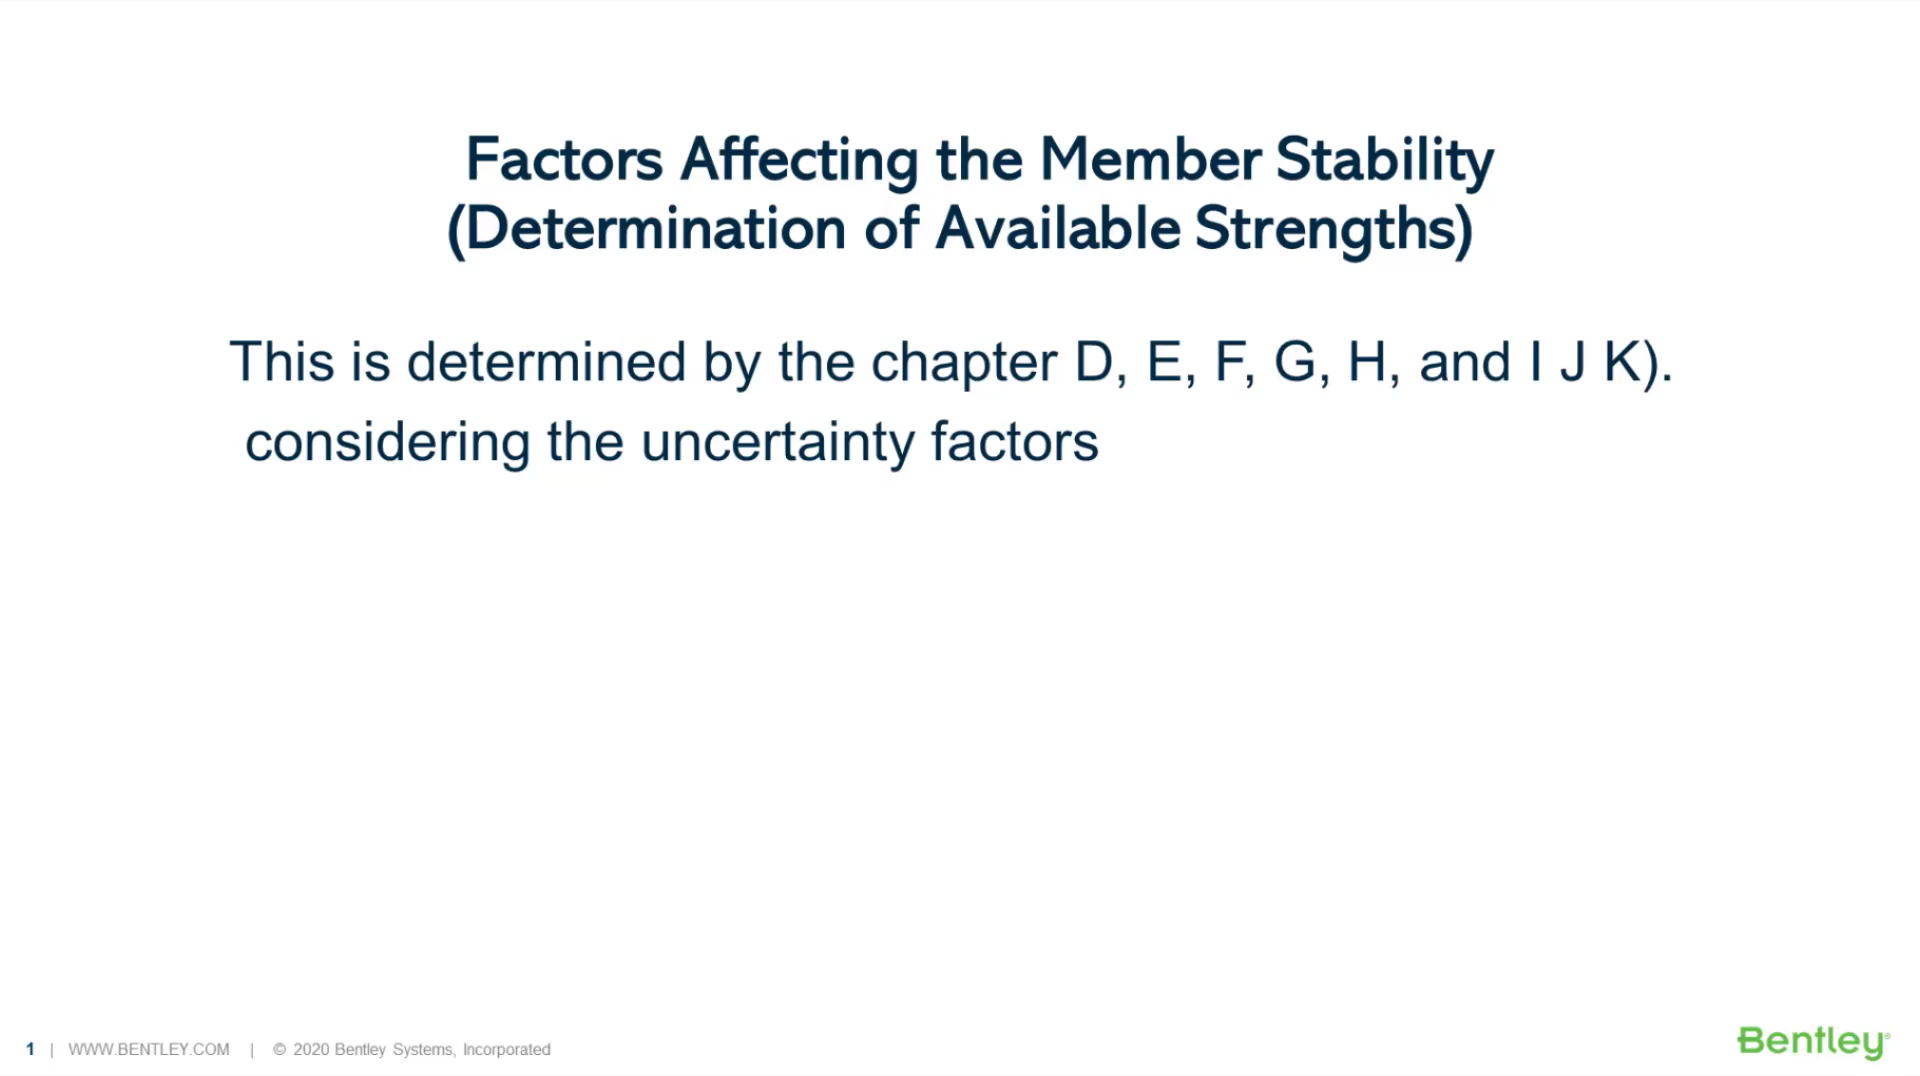 Factors Affecting the Member Stability
(Determination of Available Strengths)
This is determined by the chapter D, E, F, G, H, and I J K).
considering the uncertainty factors
1 | WWW.BENTLEY.COM | © 2020 Bentley Systems, Incorporated
Bentley®